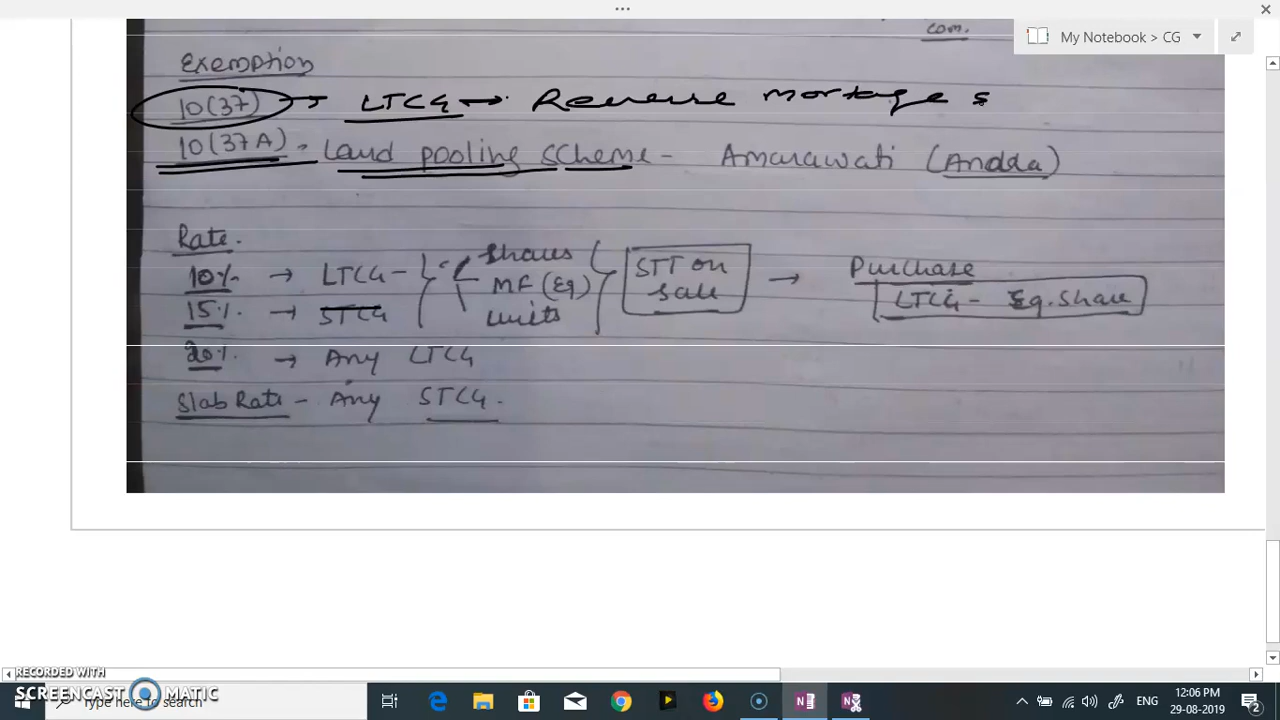 com.
My Notebook > CG
Exemption
10(37) → LTCG → Reverse mortage s
10(37A) - Land pooling scheme - Amarawati (Andra)
Rate.
10% → LTCG - Shares STT on sale → Purchase
15% → STCG MF (Eq) LTCG - Eq. Share
units
20% → Any LTCG
Slab Rate - Any STCG.
RECORDED WITH
SCREENCAST MATIC
Type here to search
ENG
12:06 PM
29-08-2019
2